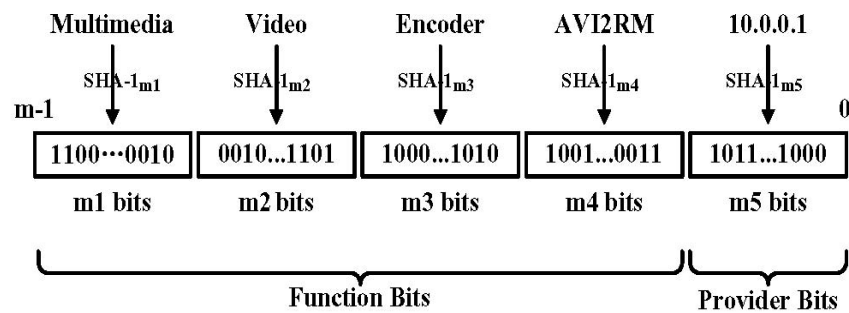 Multimedia Video Encoder AVI2RM 10.0.0.1
SHA-1m1 SHA-1m2 SHA-1m3 SHA-1m4 SHA-1m5
m-1 0
1100···0010 0010...1101 1000...1010 1001...0011 1011...1000
m1 bits m2 bits m3 bits m4 bits m5 bits
Function Bits Provider Bits